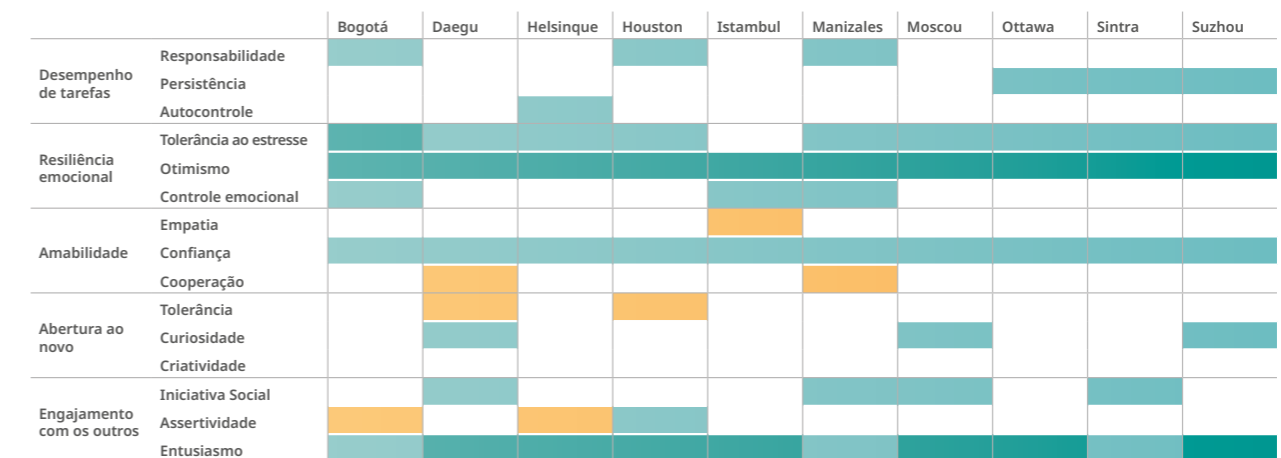 Bogotá Daegu Helsinque Houston Istambul Manizales Moscou Ottawa Sintra Suzhou
Desempenho
de tarefas
Responsabilidade
Persistência
Autocontrole
Resiliência
emocional
Tolerância ao estresse
Otimismo
Controle emocional
Amabilidade
Empatia
Confiança
Cooperação
Abertura ao
novo
Tolerância
Curiosidade
Criatividade
Engajamento
com os outros
Iniciativa Social
Assertividade
Entusiasmo